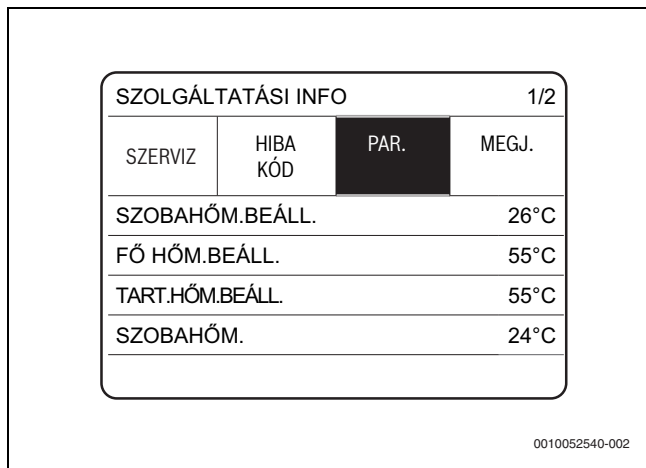 SZOLGÁLTATÁSI INFO 1/2
SZERVIZ HIBA KÓD PAR. MEGJ.
SZOBAHŐM.BEÁLL. 26°C
FŐ HŐM.BEÁLL. 55°C
TART.HŐM.BEÁLL. 55°C
SZOBAHŐM. 24°C
0010052540-002